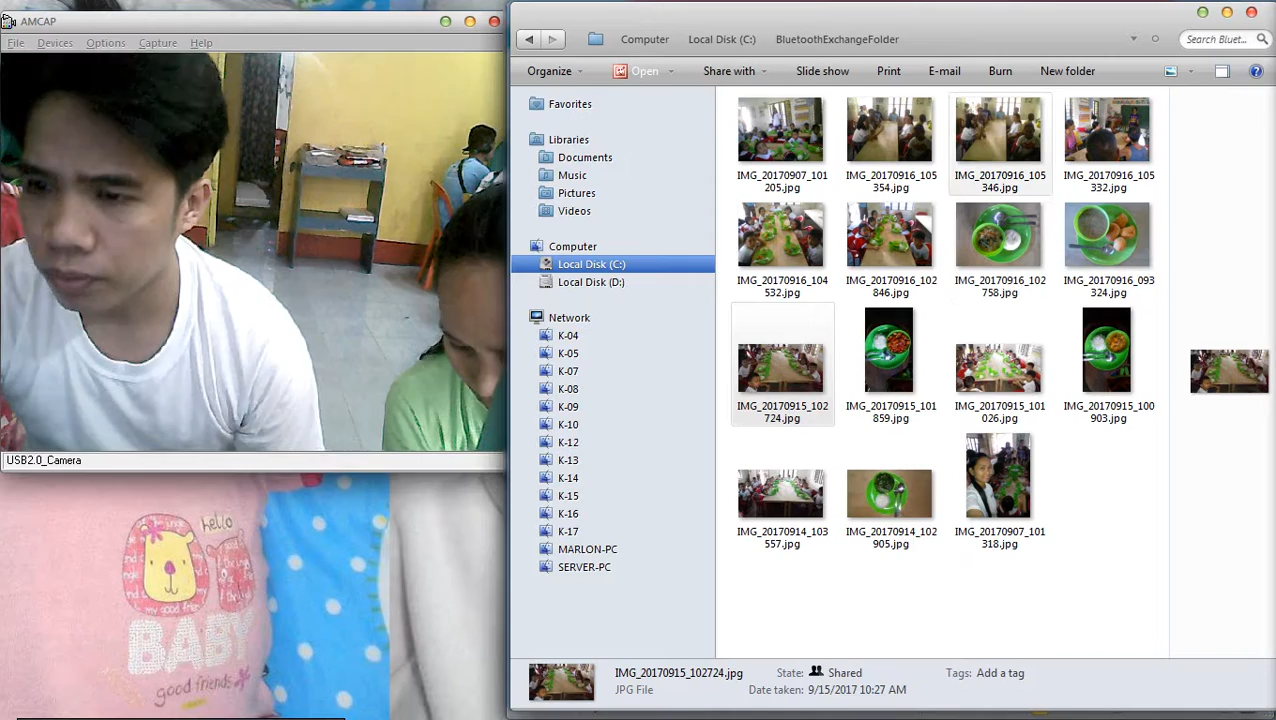 AMCAP
File Devices Options Capture Help
USB2.0_Camera
hello
BABY
good friends
Computer Local Disk (C:) BluetoothExchangeFolder
Search Bluet...
Organize Open Share with Slide show Print E-mail Burn New folder
Favorites
Libraries
Documents
Music
Pictures
Videos
Computer
Local Disk (C:)
Local Disk (D:)
Network
K-04
K-05
K-07
K-08
K-09
K-10
K-12
K-13
K-14
K-15
K-16
K-17
MARLON-PC
SERVER-PC
IMG_20170907_101205.jpg
IMG_20170916_105354.jpg
IMG_20170916_105346.jpg
IMG_20170916_105332.jpg
IMG_20170916_104532.jpg
IMG_20170916_102846.jpg
IMG_20170916_102758.jpg
IMG_20170916_093324.jpg
IMG_20170915_102724.jpg
IMG_20170915_101859.jpg
IMG_20170915_101026.jpg
IMG_20170915_100903.jpg
IMG_20170914_103557.jpg
IMG_20170914_102905.jpg
IMG_20170907_101318.jpg
IMG_20170915_102724.jpg State: Shared Tags: Add a tag
JPG File Date taken: 9/15/2017 10:27 AM